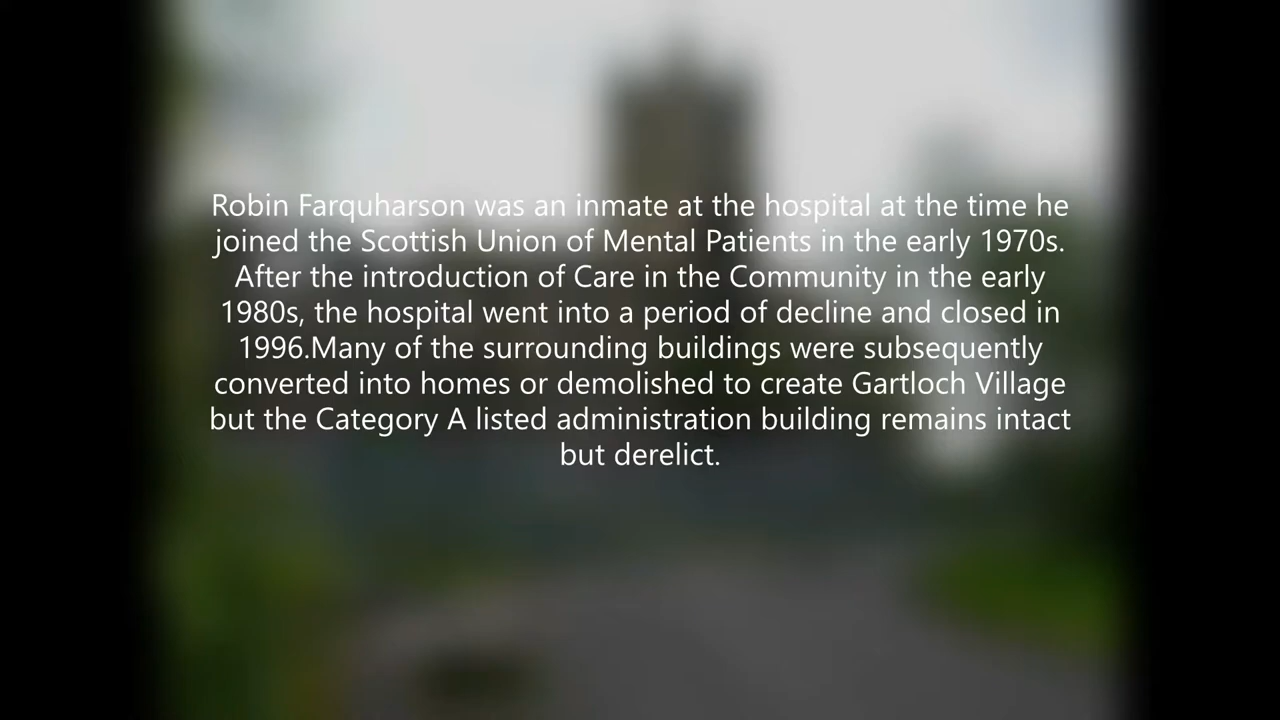 Robin Farquharson was an inmate at the hospital at the time he
joined the Scottish Union of Mental Patients in the early 1970s.
After the introduction of Care in the Community in the early
1980s, the hospital went into a period of decline and closed in
1996.Many of the surrounding buildings were subsequently
converted into homes or demolished to create Gartloch Village
but the Category A listed administration building remains intact
but derelict.